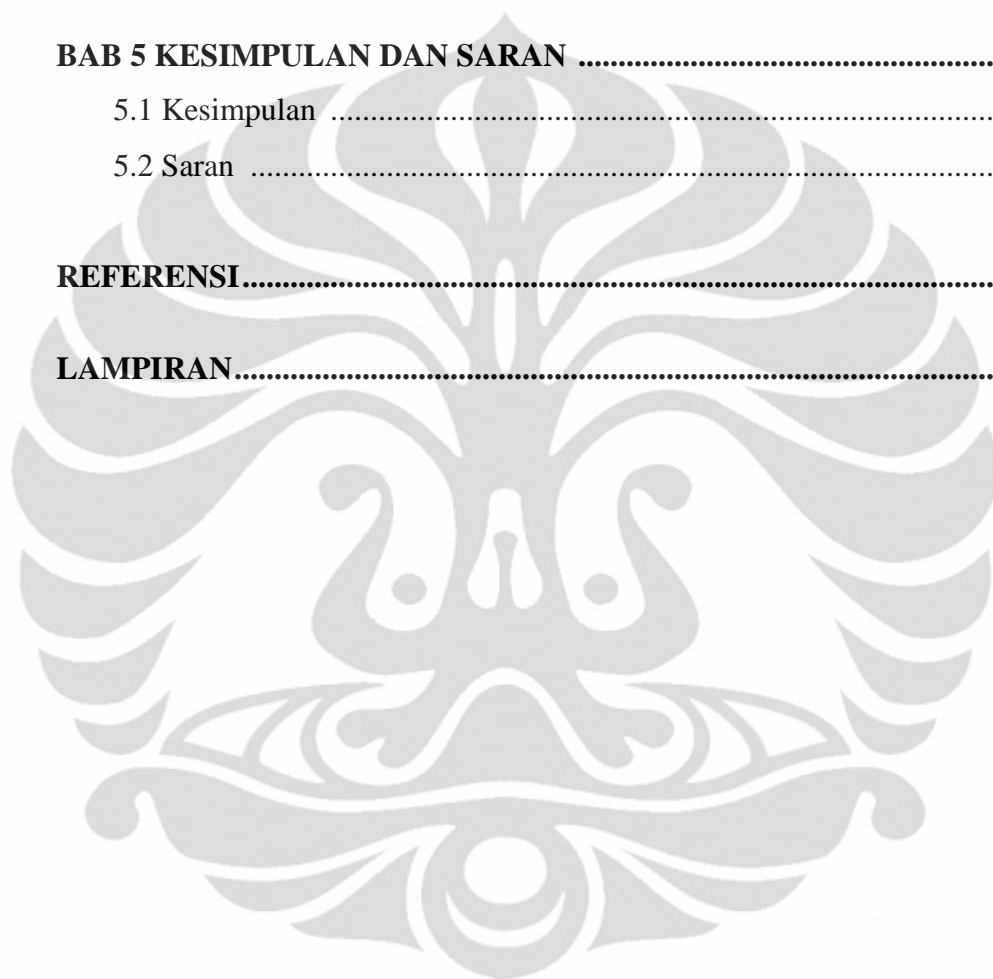 BAB 5 KESIMPULAN DAN SARAN ............................................
5.1 Kesimpulan ......................................................................
5.2 Saran ................................................................................
REFERENSI................................................................................
LAMPIRAN.................................................................................